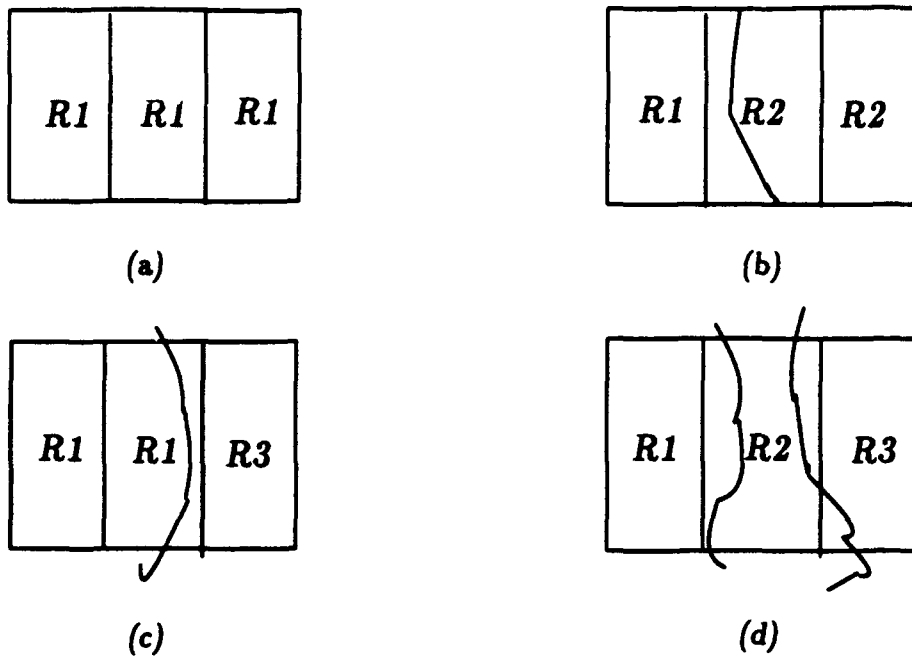 R1 R1 R1
(a)
R1 R2 R2
(b)
R1 R1 R3
(c)
R1 R2 R3
(d)